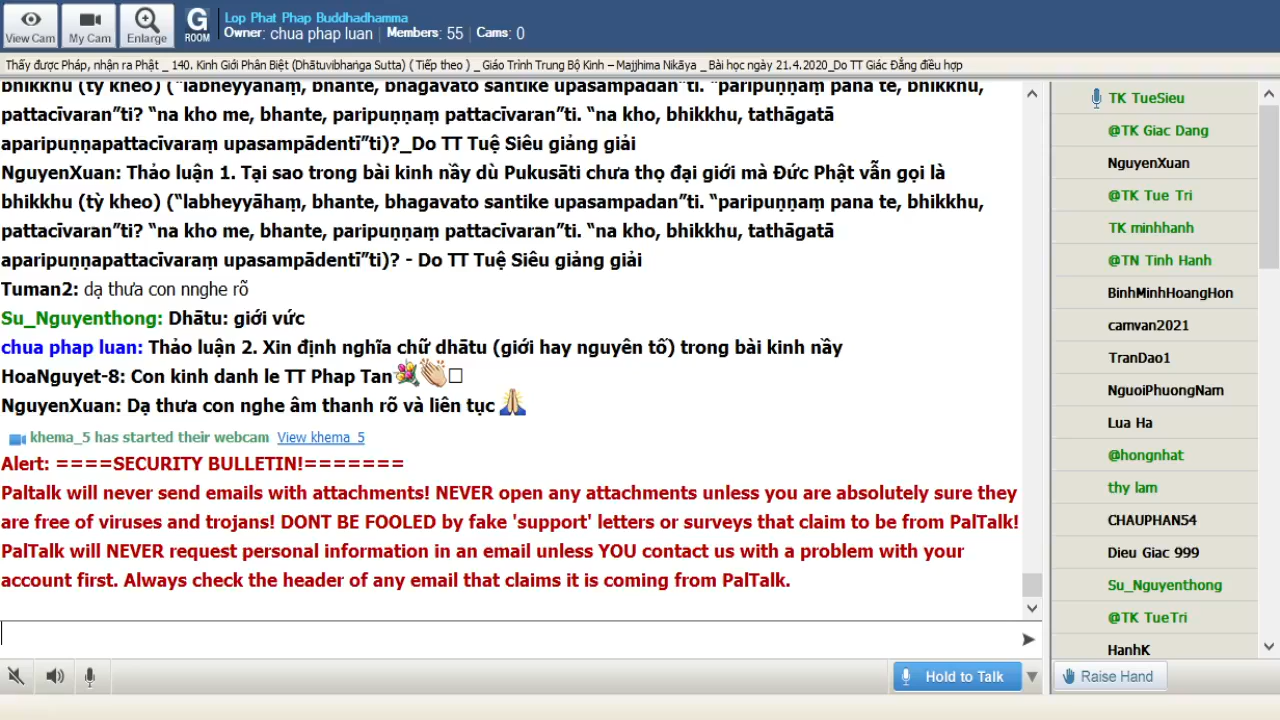 View Cam
My Cam
Enlarge
G
ROOM
Lop Phat Phap Buddhadhamma
Owner: chua phap luan | Members: 55 | Cams: 0
Thấy được Pháp, nhận ra Phật _ 140. Kinh Giới Phân Biệt (Dhātuvibhaṅga Sutta) ( Tiếp theo ) _ Giáo Trình Trung Bộ Kinh – Majjhima Nikāya _ Bài học ngày 21.4.2020_Do TT Giác Đẳng điều hợp
bhikkhu (tỳ kheo) (“labheyyāhaṃ, bhante, bhagavato santike upasampadan”ti. “paripuṇṇaṃ pana te, bhikkhu,
pattacīvaran”ti? “na kho me, bhante, paripuṇṇaṃ pattacīvaran”ti. “na kho, bhikkhu, tathāgatā
aparipuṇṇapattacīvaraṃ upasampādentī”ti)?_Do TT Tuệ Siêu giảng giải
NguyenXuan: Thảo luận 1. Tại sao trong bài kinh nầy dù Pukusāti chưa thọ đại giới mà Đức Phật vẫn gọi là
bhikkhu (tỳ kheo) (“labheyyāhaṃ, bhante, bhagavato santike upasampadan”ti. “paripuṇṇaṃ pana te, bhikkhu,
pattacīvaran”ti? “na kho me, bhante, paripuṇṇaṃ pattacīvaran”ti. “na kho, bhikkhu, tathāgatā
aparipuṇṇapattacīvaraṃ upasampādentī”ti)? - Do TT Tuệ Siêu giảng giải
Tuman2: dạ thưa con nnghe rõ
Su_Nguyenthong: Dhātu: giới vức
chua phap luan: Thảo luận 2. Xin định nghĩa chữ dhātu (giới hay nguyên tố) trong bài kinh nầy
HoaNguyet-8: Con kinh danh le TT Phap Tan💐👏□
NguyenXuan: Dạ thưa con nghe âm thanh rõ và liên tục 🙏
khema_5 has started their webcam View khema_5
Alert: ====SECURITY BULLETIN!=======
Paltalk will never send emails with attachments! NEVER open any attachments unless you are absolutely sure they
are free of viruses and trojans! DONT BE FOOLED by fake 'support' letters or surveys that claim to be from PalTalk!
PalTalk will NEVER request personal information in an email unless YOU contact us with a problem with your
account first. Always check the header of any email that claims it is coming from PalTalk.
Hold to Talk
TK TueSieu
@TK Giac Dang
NguyenXuan
@TK Tue Tri
TK minhhanh
@TN Tinh Hanh
BinhMinhHoangHon
camvan2021
TranDao1
NguoiPhuongNam
Lua Ha
@hongnhat
thy lam
CHAUPHAN54
Dieu Giac 999
Su_Nguyenthong
@TK TueTri
HanhK
Raise Hand